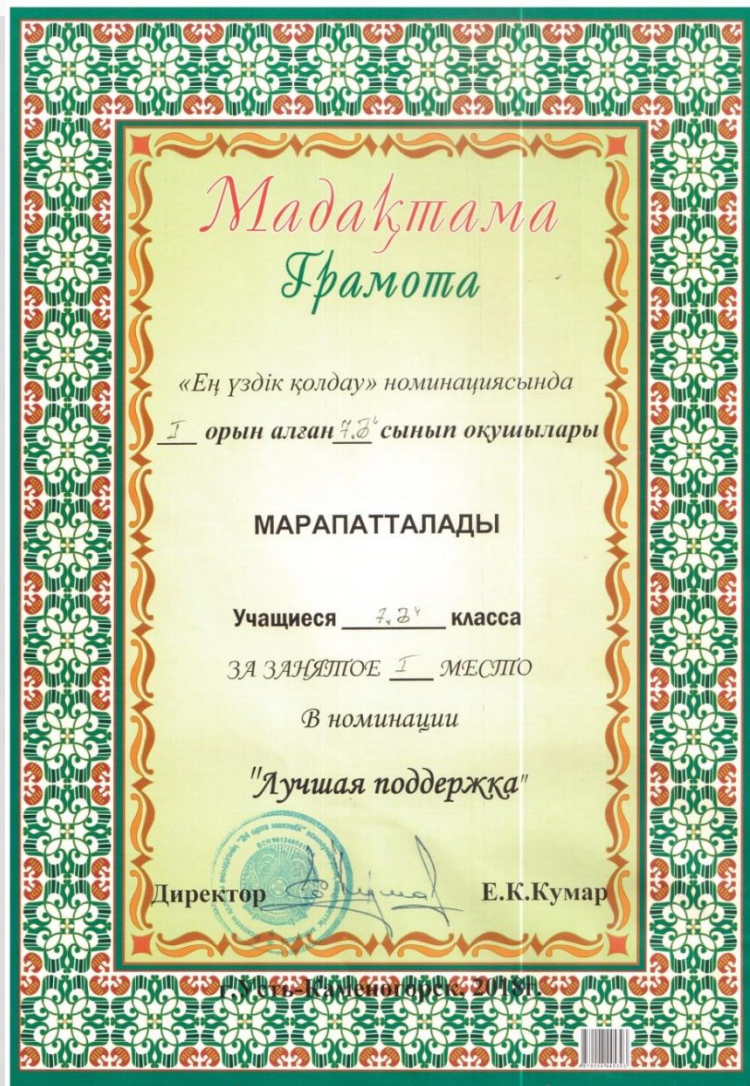 Мадақтама
Грамота
«Ең үздік қолдау» номинациясында
I орын алған 7 "З" сынып оқушылары
МАРАПАТТАЛАДЫ
Учащиеся 7 "З" класса
ЗА ЗАНЯТОЕ I МЕСТО
В номинации
"Лучшая поддержка"
Директор Е.К.Кумар
г.Усть-Каменогорск, 2018г.